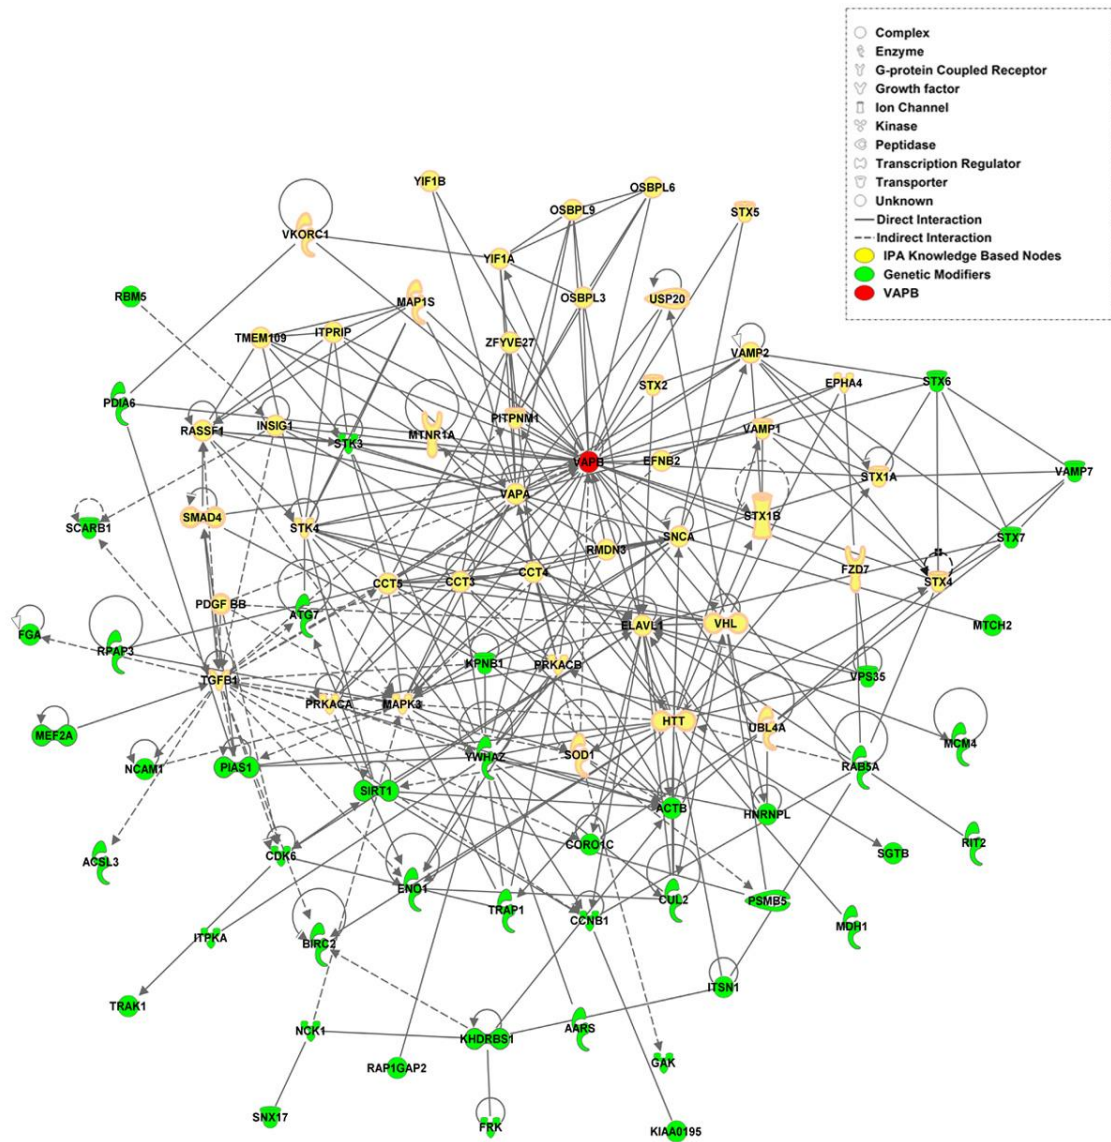 Complex
Enzyme
G-protein Coupled Receptor
Growth factor
Ion Channel
Kinase
Peptidase
Transcription Regulator
Transporter
Unknown
Direct Interaction
Indirect Interaction
IPA Knowledge Based Nodes
Genetic Modifiers
VAPB
YIF1B
OSBPL6
OSBPL9
STX5
VKORC1
YIF1A
RBM5
OSBPL3
USP20
MAP1S
ITPRIP
TMEM109
ZFYVE27
VAMP2
STX2
EPHA4
STX6
PDIA6
PITPNM1
INSIG1
RASSF1
MTNR1A
STK3
VAMP1
VAPB
EFNB2
VAMP7
STX1A
VAPA
SMAD4
STX1B
SCARB1
STK4
SNCA
STX7
RMDN3
FZD7
CCT4
CCT3
CCT5
STX4
PDGF BB
ATG7
ELAVL1
VHL
MTCH2
FGA
RPAP3
KPNB1
PRKACB
VPS35
TGFB1
PRKACA
MAPK3
HTT
UBL4A
MEF2A
MCM4
NCAM1
PIAS1
YWHAZ
SOD1
RAB5A
SIRT1
ACTB
HNRNPL
CORO1C
RIT2
SGTB
ACSL3
CDK6
ENO1
TRAP1
CUL2
PSMB5
CCNB1
MDH1
ITPKA
BIRC2
ITSN1
TRAK1
NCK1
KHDRBS1
AARS
GAK
RAP1GAP2
SNX17
FRK
KIAA0195